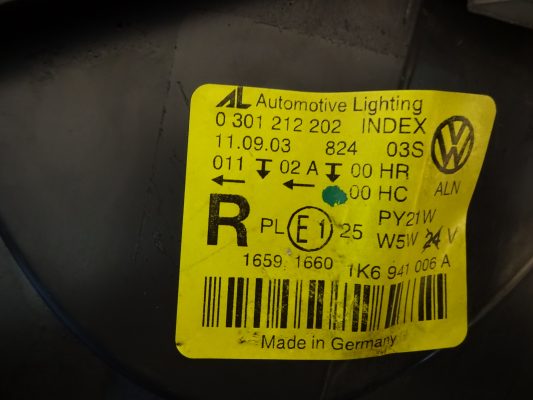 AL Automotive Lighting
0 301 212 202 INDEX
11.09.03 824 03S
011 02 A 00 HR
00 HC
VW
ALN
R PL E1 25 PY21W
W5W 24 V
1659, 1660 1K6 941 006 A
Made in Germany